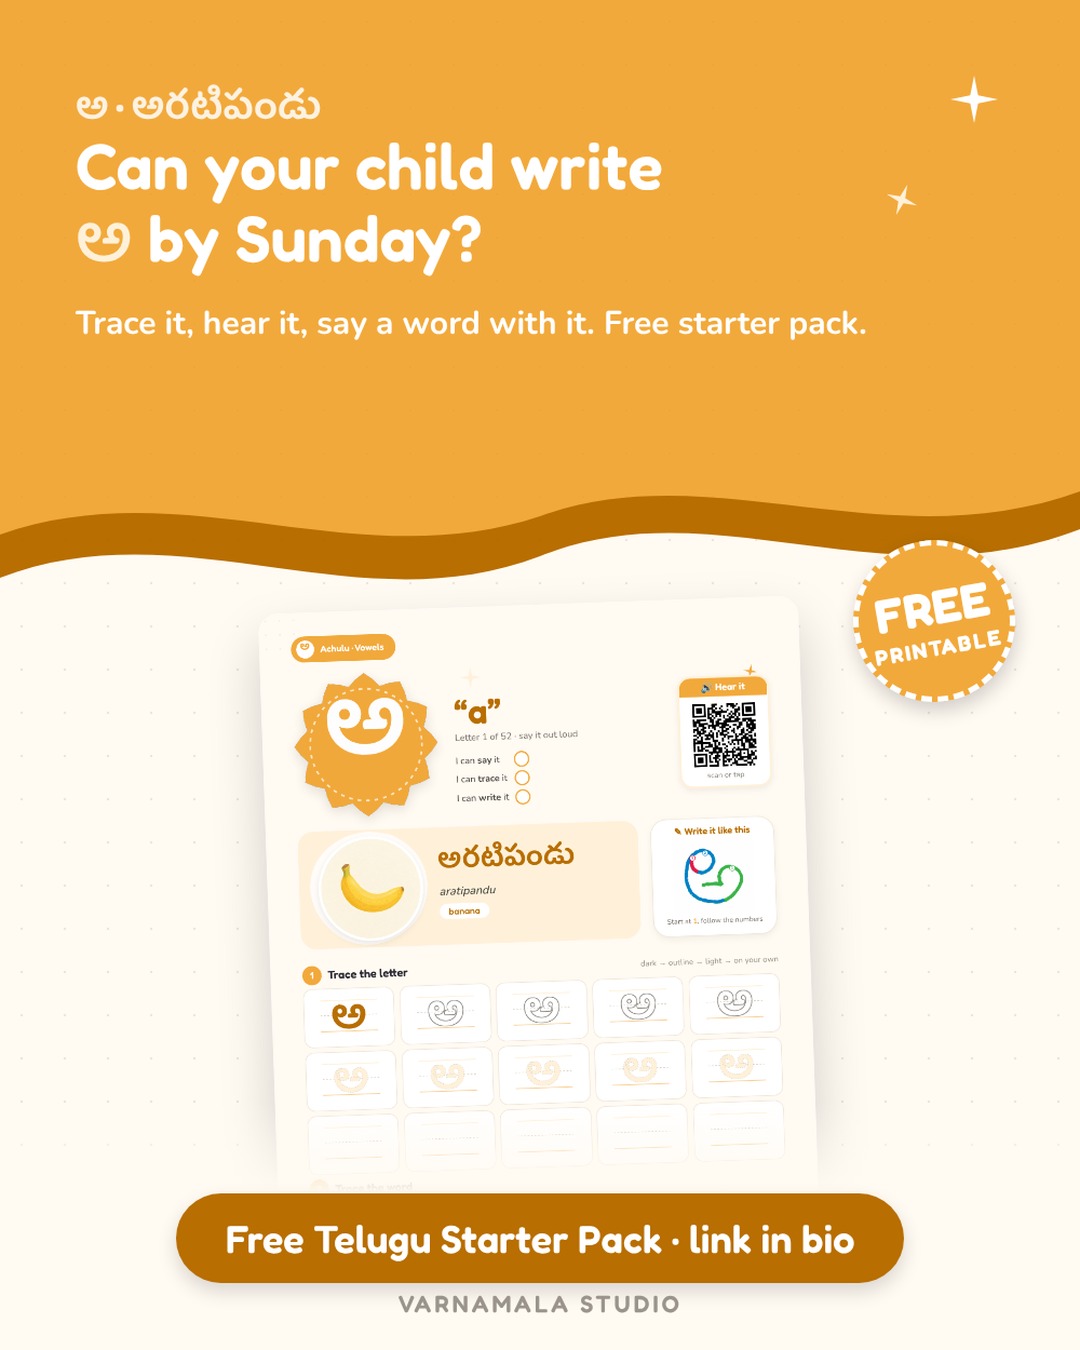 అ · అరటిపండు
Can your child write
అ by Sunday?
Trace it, hear it, say a word with it. Free starter pack.
FREE
PRINTABLE
అ Achulu · Vowels
అ
“a”
Letter 1 of 52 · say it out loud
I can say it
I can trace it
I can write it
🔊 Hear it
scan or tap
అరటిపండు
aratipandu
banana
✎ Write it like this
Start at 1, follow the numbers
1 Trace the letter
dark → outline → light → on your own
అ అ అ అ అ
అ అ అ అ అ
Trace the word
Free Telugu Starter Pack · link in bio
VARNAMALA STUDIO